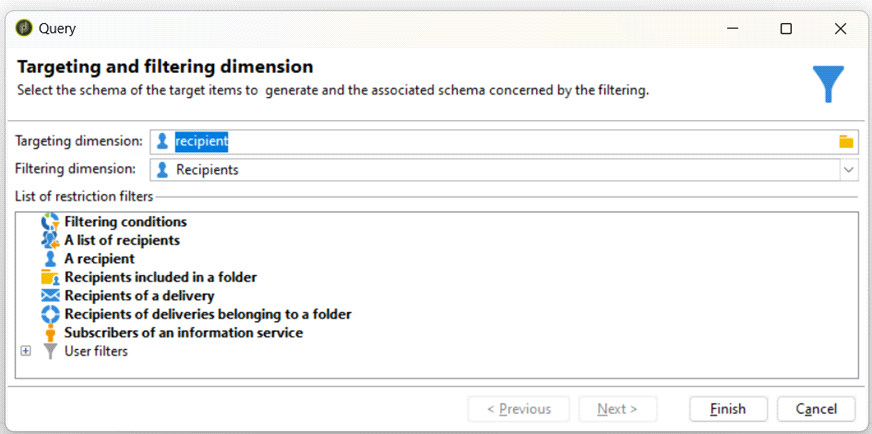 Query
Targeting and filtering dimension
Select the schema of the target items to  generate and the associated schema concerned by the filtering.
Targeting dimension: recipient
Filtering dimension: Recipients
List of restriction filters
Filtering conditions
A list of recipients
A recipient
Recipients included in a folder
Recipients of a delivery
Recipients of deliveries belonging to a folder
Subscribers of an information service
User filters
< Previous Next > Finish Cancel